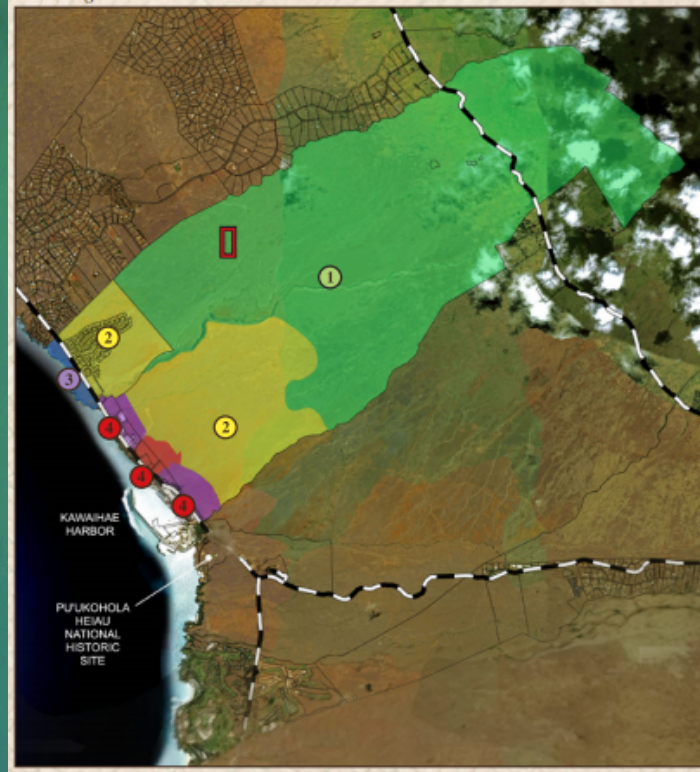 1
2
3
2
4
4
4
KAWAIHAE
HARBOR
PU'UKOHOLA
HEIAU
NATIONAL
HISTORIC
SITE